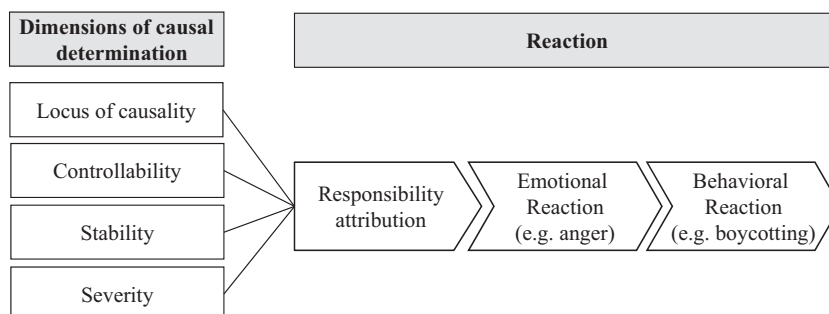 Dimensions of causal
determination
Reaction
Locus of causality
Controllability
Stability
Severity
Responsibility
attribution
Emotional
Reaction
(e.g. anger)
Behavioral
Reaction
(e.g. boycotting)